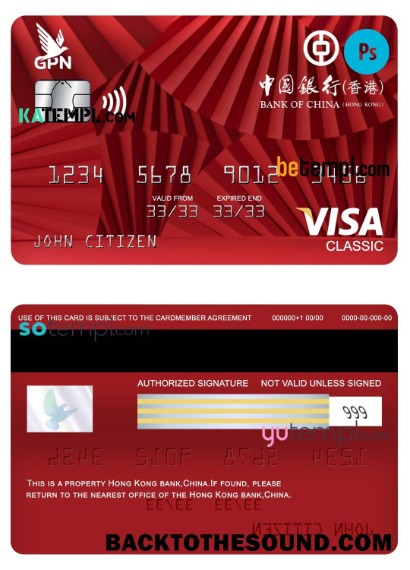 GPN
Ps
中國銀行(香港)
BANK OF CHINA (HONG KONG)
KATEMPL.COM
1234 5678 9012 3456
betempl.com
VALID FROM EXPIRED END
33/33 33/33
JOHN CITIZEN
VISA
CLASSIC
USE OF THIS CARD IS SUBJECT TO THE CARDMEMBER AGREEMENT 000000+1 00/00 0000-00-000-00
sotempl.com
AUTHORIZED SIGNATURE NOT VALID UNLESS SIGNED
999
yutempl.com
THIS IS A PROPERTY HONG KONG BANK,CHINA.IF FOUND, PLEASE
RETURN TO THE NEAREST OFFICE OF THE HONG KONG BANK,CHINA.
BACKTOTHESOUND.COM